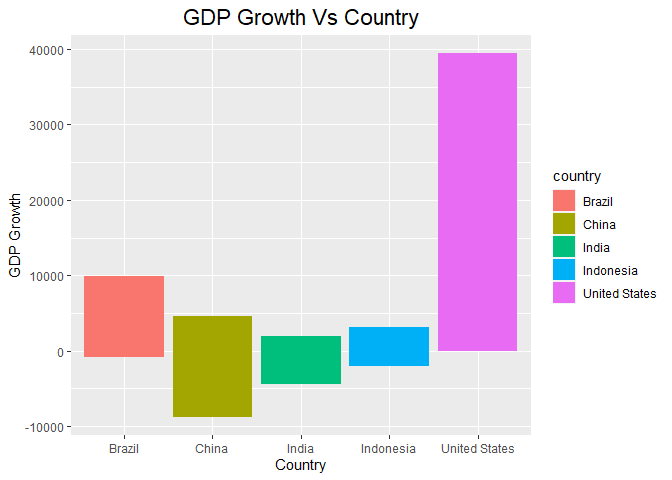 GDP Growth Vs Country
40000
30000
20000
10000
0
-10000
GDP Growth
Brazil
China
India
Indonesia
United States
Country
country
Brazil
China
India
Indonesia
United States